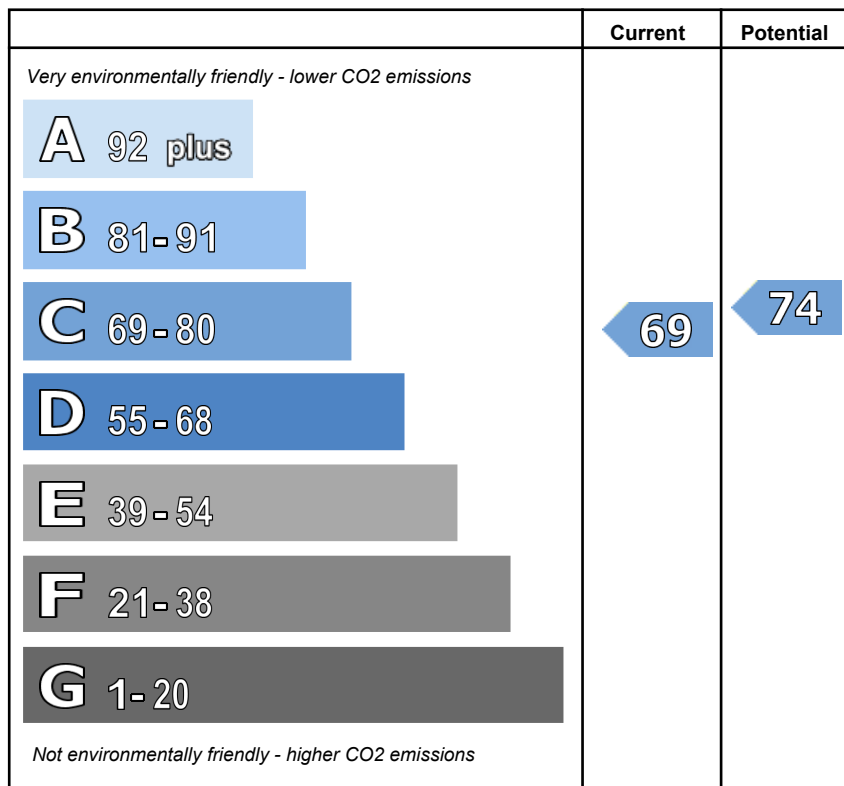 Current Potential
Very environmentally friendly - lower CO2 emissions
A 92 plus
B 81-91
C 69-80
69
74
D 55-68
E 39-54
F 21-38
G 1-20
Not environmentally friendly - higher CO2 emissions